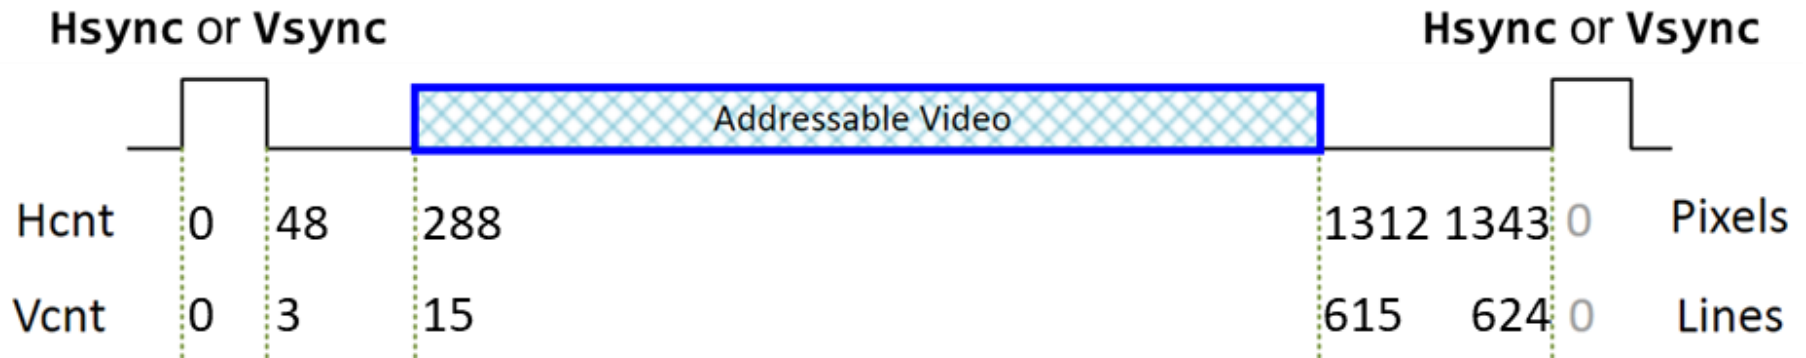 Hsync or Vsync Hsync or Vsync
Addressable Video
Hcnt 0 48 288 1312 1343 0 Pixels
Vcnt 0 3 15 615 624 0 Lines